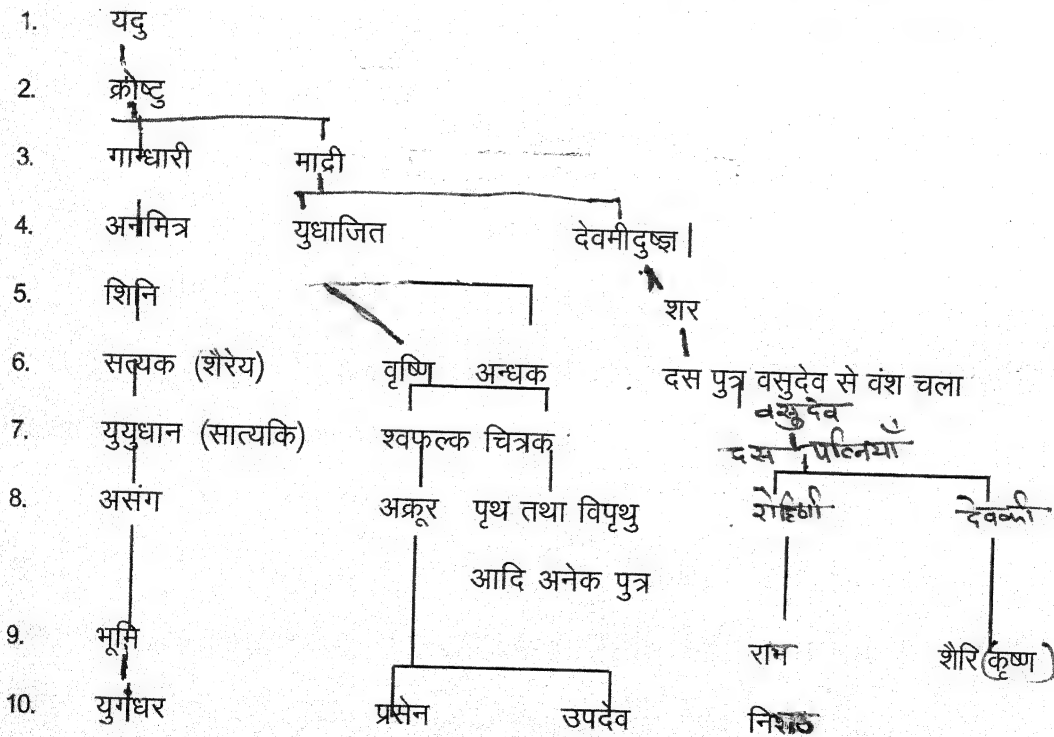 1. यदु
2. क्रोष्टु
3. गान्धारी माद्री
4. अनमित्र युधाजित देवमीदुष्ज्ञ
5. शिनि शर
6. सत्यक (शैरेय) वृष्णि अन्धक दस पुत्र वसुदेव से वंश चला
वसुदेव
7. युयुधान (सात्यकि) श्वफल्क चित्रक दस पत्नियाँ
8. असंग अक्रूर पृथ तथा विपृथु रोहिणी देवकी
आदि अनेक पुत्र
9. भूमि राम शैरि (कृष्ण)
10. युगंधर प्रसेन उपदेव निशठ